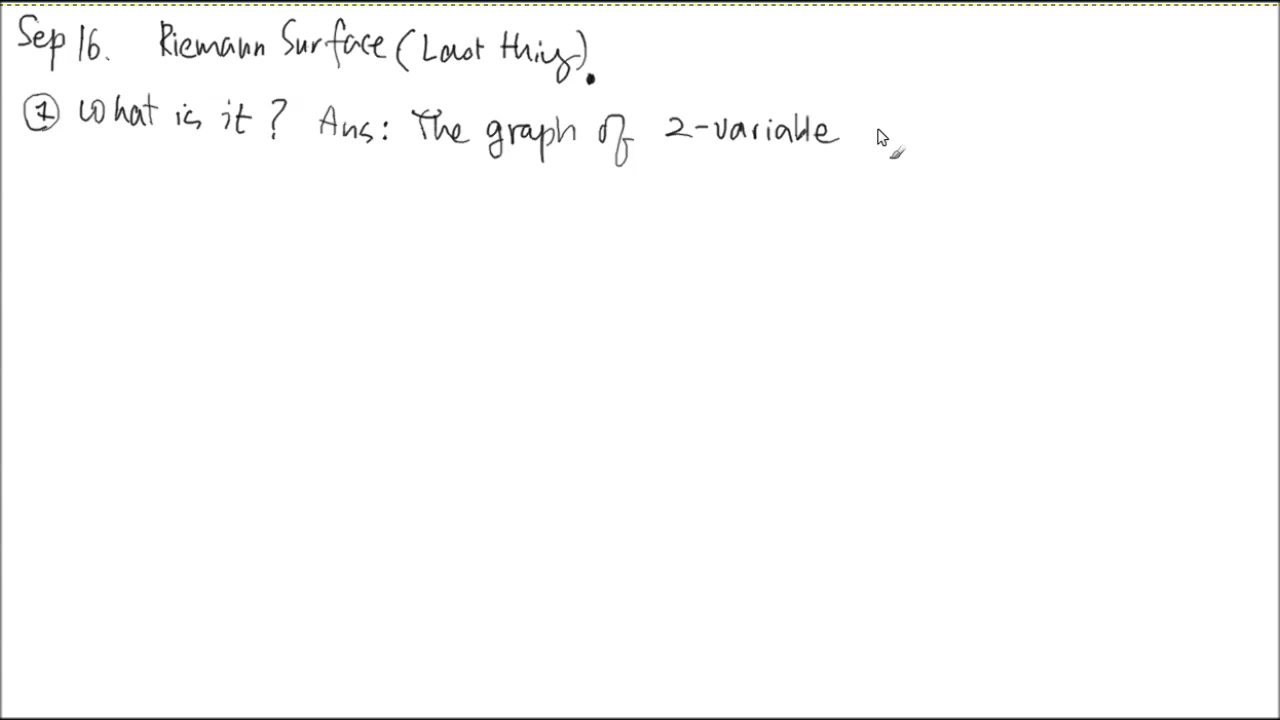 Sep 16. Riemann Surface (Last thing).
① What is it? Ans: The graph of 2-variable